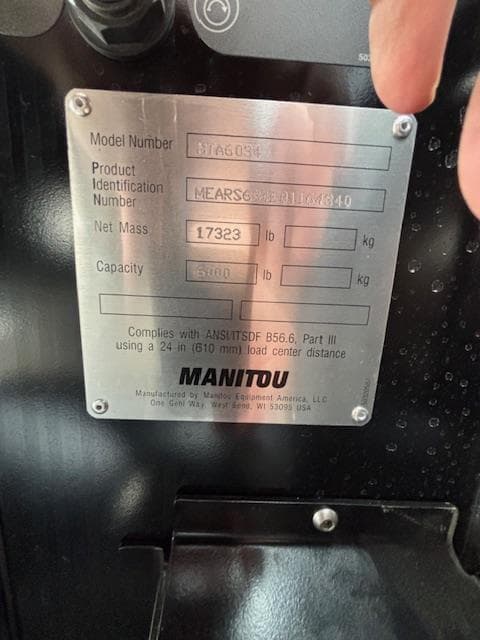 Model Number
Product
Identification
Number
Net Mass 17323 lb kg
Capacity 6000 lb kg
Complies with ANSI/ITSDF B56.6, Part III
using a 24 in (610 mm) load center distance
MANITOU
Manufactured by Manitou Equipment America, LLC
One Gehl Way, West Bend, WI 53095 USA